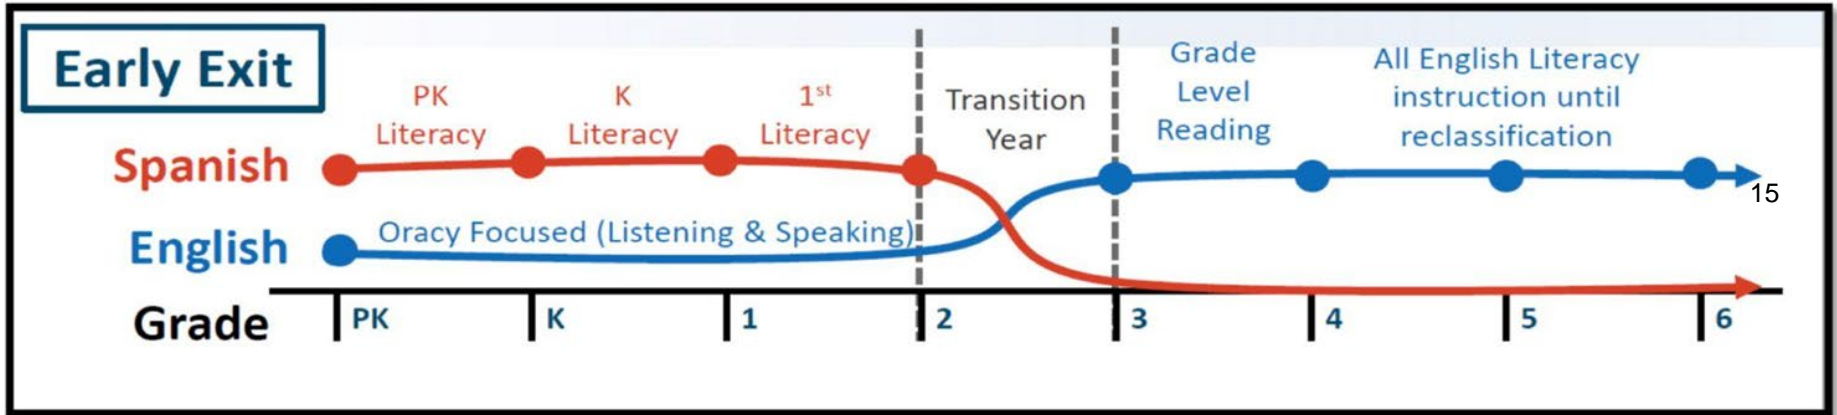 Early Exit
PK
Literacy
K
Literacy
1st
Literacy
Transition
Year
Grade
Level
Reading
All English Literacy
instruction until
reclassification
Spanish
15
English
Oracy Focused (Listening & Speaking)
Grade
PK
K
1
2
3
4
5
6